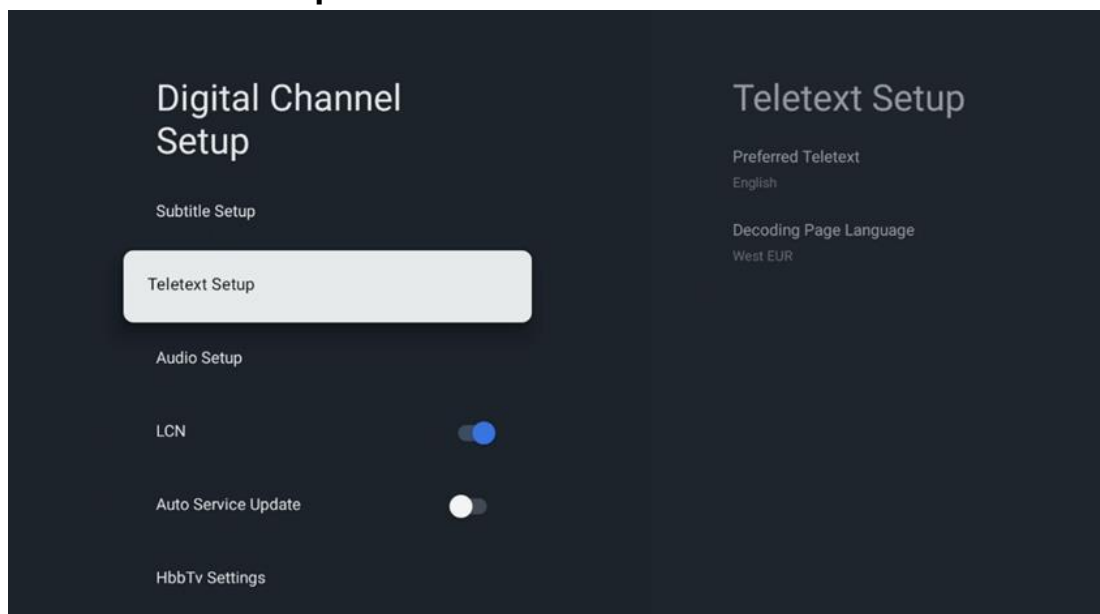 Digital Channel
Setup
Subtitle Setup
Teletext Setup
Audio Setup
LCN
Auto Service Update
HbbTv Settings
Teletext Setup
Preferred Teletext
English
Decoding Page Language
West EUR